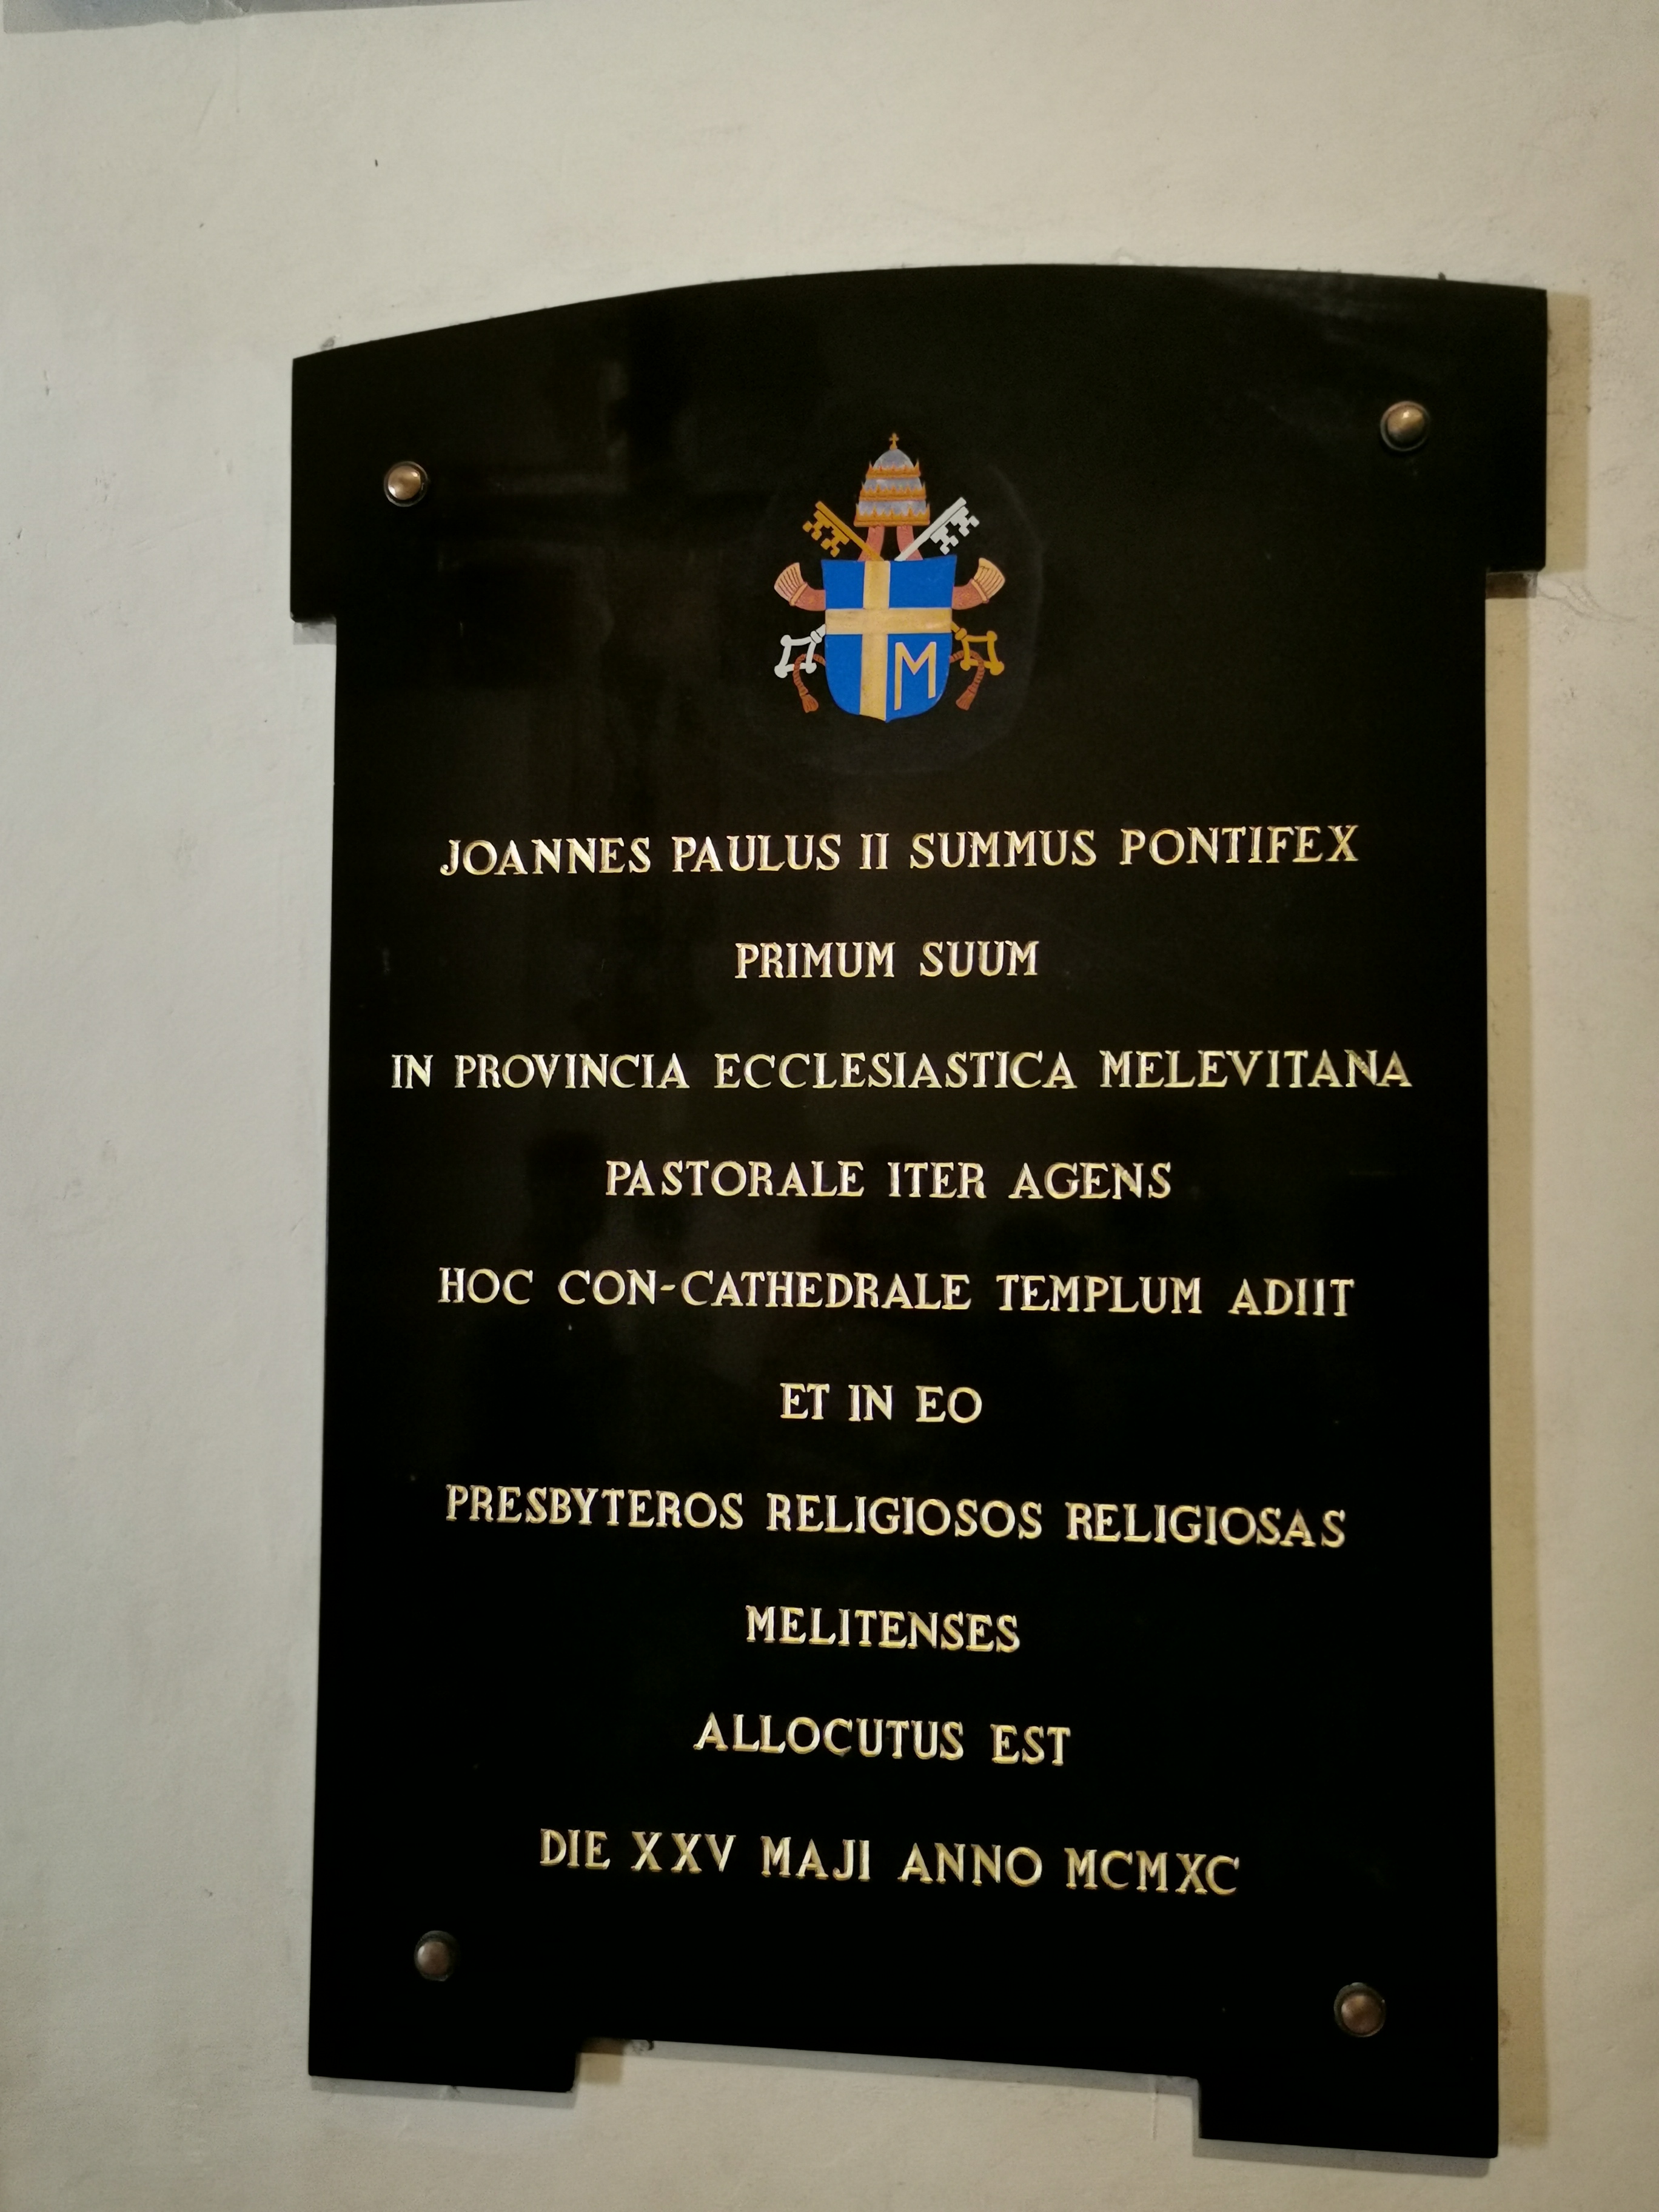 M
JOANNES PAULUS II SUMMUS PONTIFEX
PRIMUM SUUM
IN PROVINCIA ECCLESIASTICA MELEVITANA
PASTORALE ITER AGENS
HOC CON-CATHEDRALE TEMPLUM ADIIT
ET IN EO
PRESBYTEROS RELIGIOSOS RELIGIOSAS
MELITENSES
ALLOCUTUS EST
DIE XXV MAJI ANNO MCMXC